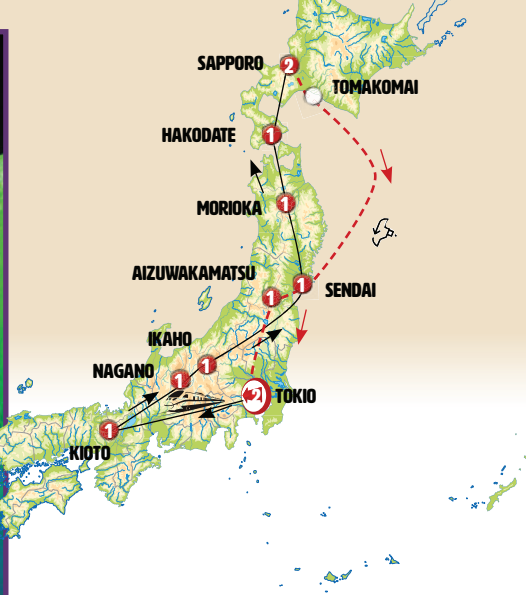 SAPPORO
2
TOMAKOMAI
HAKODATE
1
MORIOKA
1
AIZUWAKAMATSU
1
1
SENDAI
IKAHO
1
NAGANO
1
2
TOKIO
1
KIOTO